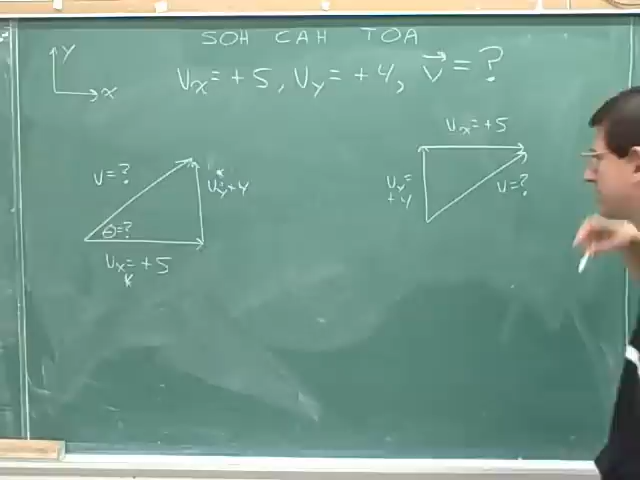 SOH CAH TOA
y
x
Vx = +5, Vy = +4, v⃗ = ?
Vx = +5
V = ?
Vy = +4
Vy = +4
V = ?
θ = ?
Vx = +5